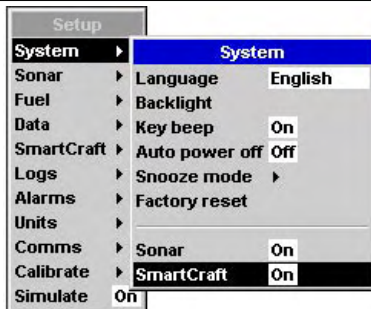 Setup
System
Sonar
Fuel
Data
SmartCraft
Logs
Alarms
Units
Comms
Calibrate
Simulate On
System
Language English
Backlight
Key beep On
Auto power off Off
Snooze mode
Factory reset
Sonar On
SmartCraft On